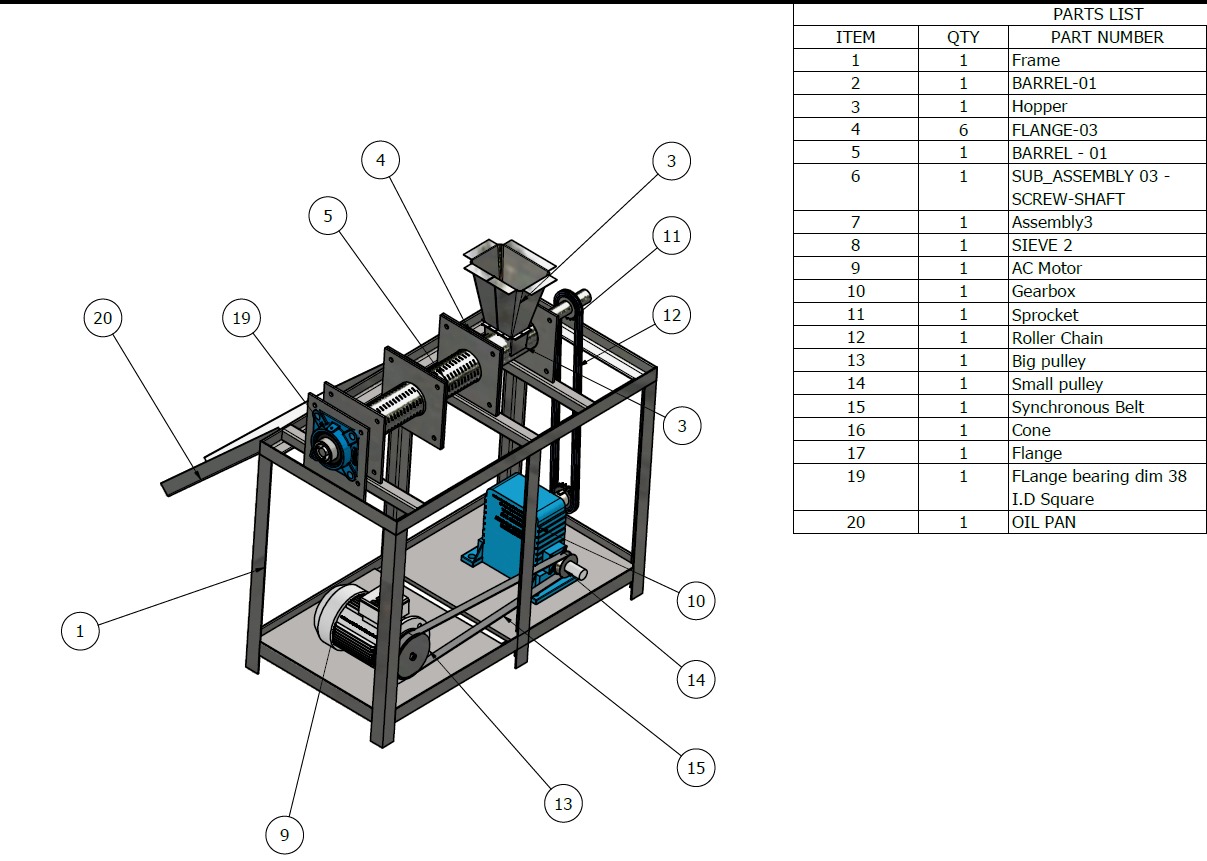 PARTS LIST
ITEM QTY PART NUMBER
1 1 Frame
2 1 BARREL-01
3 1 Hopper
4 6 FLANGE-03
5 1 BARREL - 01
6 1 SUB_ASSEMBLY 03 -
SCREW-SHAFT
7 1 Assembly3
8 1 SIEVE 2
9 1 AC Motor
10 1 Gearbox
11 1 Sprocket
12 1 Roller Chain
13 1 Big pulley
14 1 Small pulley
15 1 Synchronous Belt
16 1 Cone
17 1 Flange
19 1 FLange bearing dim 38
I.D Square
20 1 OIL PAN
4
3
5
11
20
19
12
3
10
1
14
15
13
9